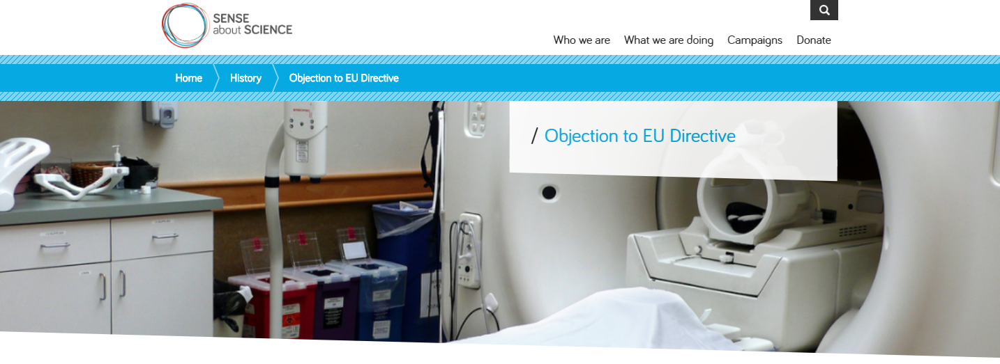 SENSE
about SCIENCE
Who we are What we are doing Campaigns Donate
Home History Objection to EU Directive
/ Objection to EU Directive